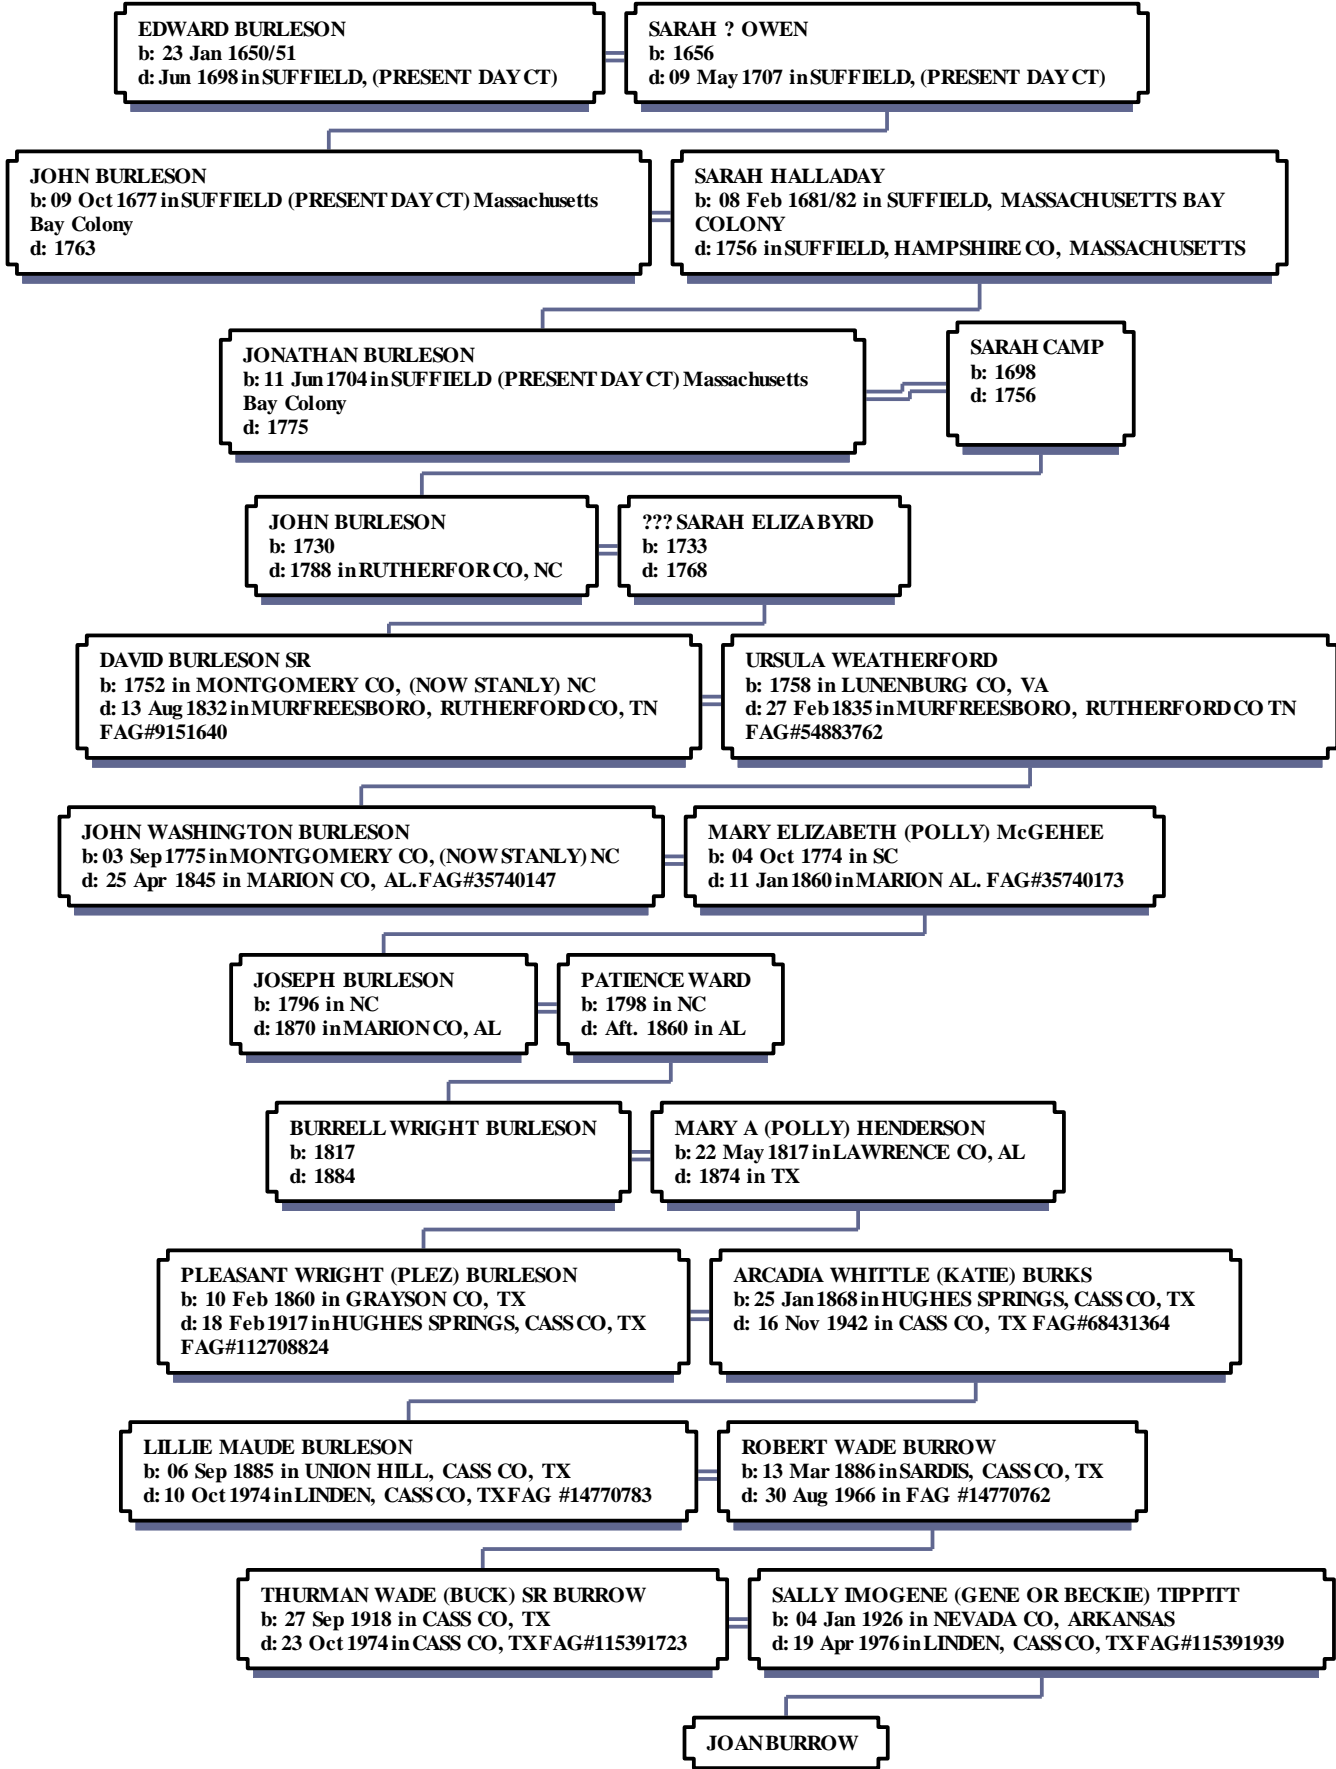 EDWARD BURLESON
b: 23 Jan 1650/51
d: Jun 1698 in SUFFIELD, (PRESENT DAY CT)
SARAH ? OWEN
b: 1656
d: 09 May 1707 in SUFFIELD, (PRESENT DAY CT)
JOHN BURLESON
b: 09 Oct 1677 in SUFFIELD (PRESENT DAY CT) Massachusetts
Bay Colony
d: 1763
SARAH HALLADAY
b: 08 Feb 1681/82 in SUFFIELD, MASSACHUSETTS BAY
COLONY
d: 1756 in SUFFIELD, HAMPSHIRE CO, MASSACHUSETTS
JONATHAN BURLESON
b: 11 Jun 1704 in SUFFIELD (PRESENT DAY CT) Massachusetts
Bay Colony
d: 1775
SARAH CAMP
b: 1698
d: 1756
JOHN BURLESON
b: 1730
d: 1788 in RUTHERFOR CO, NC
??? SARAH ELIZA BYRD
b: 1733
d: 1768
DAVID BURLESON SR
b: 1752 in MONTGOMERY CO, (NOW STANLY) NC
d: 13 Aug 1832 in MURFREESBORO, RUTHERFORD CO, TN
FAG#9151640
URSULA WEATHERFORD
b: 1758 in LUNENBURG CO, VA
d: 27 Feb 1835 in MURFREESBORO, RUTHERFORD CO TN
FAG#54883762
JOHN WASHINGTON BURLESON
b: 03 Sep 1775 in MONTGOMERY CO, (NOW STANLY) NC
d: 25 Apr 1845 in MARION CO, AL. FAG#35740147
MARY ELIZABETH (POLLY) McGEHEE
b: 04 Oct 1774 in SC
d: 11 Jan 1860 in MARION AL. FAG#35740173
JOSEPH BURLESON
b: 1796 in NC
d: 1870 in MARION CO, AL
PATIENCE WARD
b: 1798 in NC
d: Aft. 1860 in AL
BURRELL WRIGHT BURLESON
b: 1817
d: 1884
MARY A (POLLY) HENDERSON
b: 22 May 1817 in LAWRENCE CO, AL
d: 1874 in TX
PLEASANT WRIGHT (PLEZ) BURLESON
b: 10 Feb 1860 in GRAYSON CO, TX
d: 18 Feb 1917 in HUGHES SPRINGS, CASS CO, TX
FAG#112708824
ARCADIA WHITTLE (KATIE) BURKS
b: 25 Jan 1868 in HUGHES SPRINGS, CASS CO, TX
d: 16 Nov 1942 in CASS CO, TX FAG#68431364
LILLIE MAUDE BURLESON
b: 06 Sep 1885 in UNION HILL, CASS CO, TX
d: 10 Oct 1974 in LINDEN, CASS CO, TX FAG #14770783
ROBERT WADE BURROW
b: 13 Mar 1886 in SARDIS, CASS CO, TX
d: 30 Aug 1966 in FAG #14770762
THURMAN WADE (BUCK) SR BURROW
b: 27 Sep 1918 in CASS CO, TX
d: 23 Oct 1974 in CASS CO, TX FAG#115391723
SALLY IMOGENE (GENE OR BECKIE) TIPPITT
b: 04 Jan 1926 in NEVADA CO, ARKANSAS
d: 19 Apr 1976 in LINDEN, CASS CO, TX FAG#115391939
JOAN BURROW